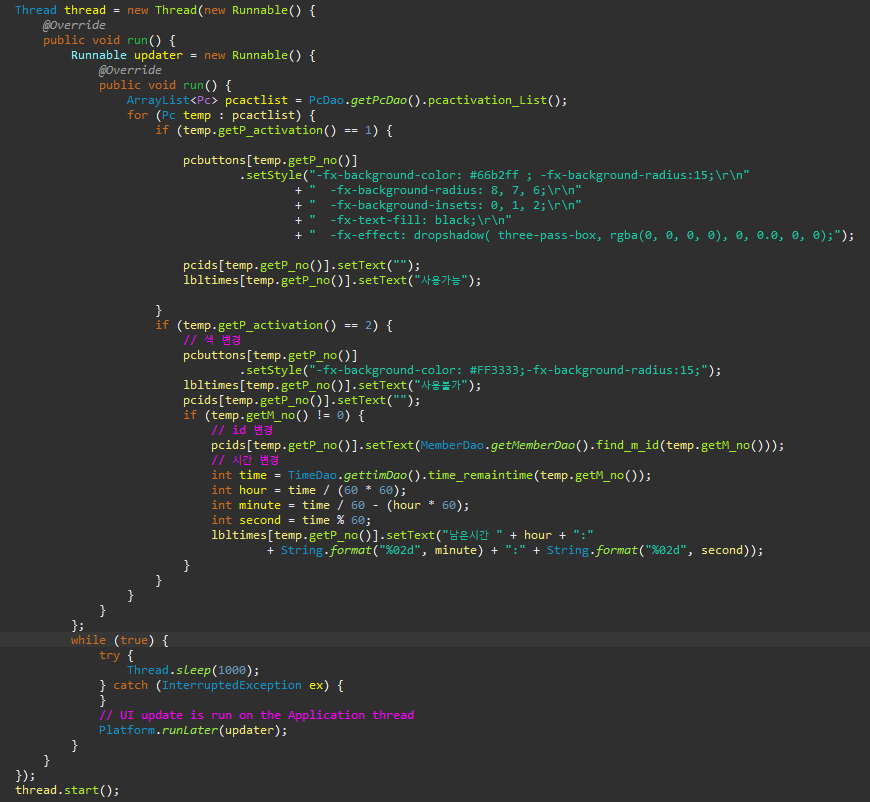 Thread thread = new Thread(new Runnable() {
@Override
public void run() {
Runnable updater = new Runnable() {
@Override
public void run() {
ArrayList<Pc> pcactlist = PcDao.getPcDao().pcactivation_List();
for (Pc temp : pcactlist) {
if (temp.getP_activation() == 1) {
pcbuttons[temp.getP_no()]
.setStyle("-fx-background-color: #66b2ff ; -fx-background-radius:15;\r\n"
+ "  -fx-background-radius: 8, 7, 6;\r\n"
+ "  -fx-background-insets: 0, 1, 2;\r\n"
+ "  -fx-text-fill: black;\r\n"
+ "  -fx-effect: dropshadow( three-pass-box, rgba(0, 0, 0, 0), 0, 0.0, 0, 0);");
pcids[temp.getP_no()].setText("");
lbltimes[temp.getP_no()].setText("사용가능");
}
if (temp.getP_activation() == 2) {
// 색 변경
pcbuttons[temp.getP_no()]
.setStyle("-fx-background-color: #FF3333;-fx-background-radius:15;");
lbltimes[temp.getP_no()].setText("사용불가");
pcids[temp.getP_no()].setText("");
if (temp.getM_no() != 0) {
// id 변경
pcids[temp.getP_no()].setText(MemberDao.getMemberDao().find_m_id(temp.getM_no()));
// 시간 변경
int time = TimeDao.gettimDao().time_remaintime(temp.getM_no());
int hour = time / (60 * 60);
int minute = time / 60 - (hour * 60);
int second = time % 60;
lbltimes[temp.getP_no()].setText("남은시간 " + hour + ":"
+ String.format("%02d", minute) + ":" + String.format("%02d", second));
}
}
}
}
};
while (true) {
try {
Thread.sleep(1000);
} catch (InterruptedException ex) {
}
// UI update is run on the Application thread
Platform.runLater(updater);
}
}
});
thread.start();